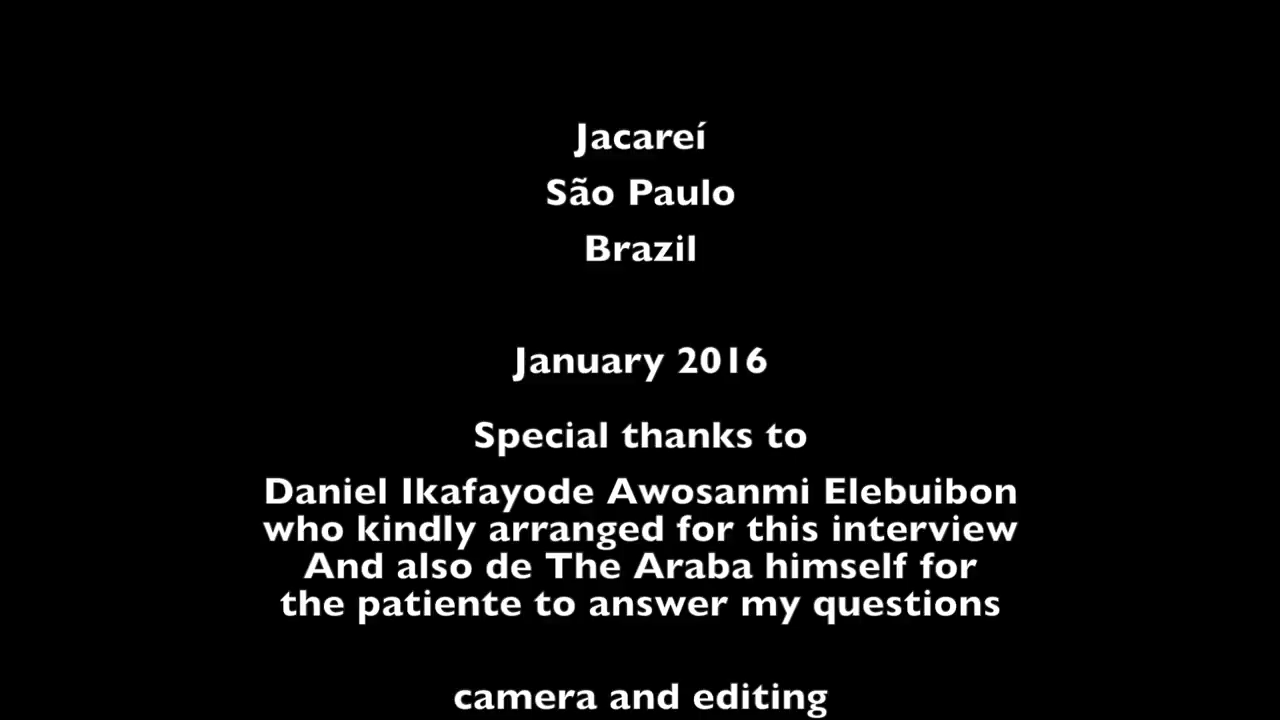 Jacareí
São Paulo
Brazil
January 2016
Special thanks to
Daniel Ikafayode Awosanmi Elebuibon
who kindly arranged for this interview
And also de The Araba himself for
the patiente to answer my questions
camera and editing